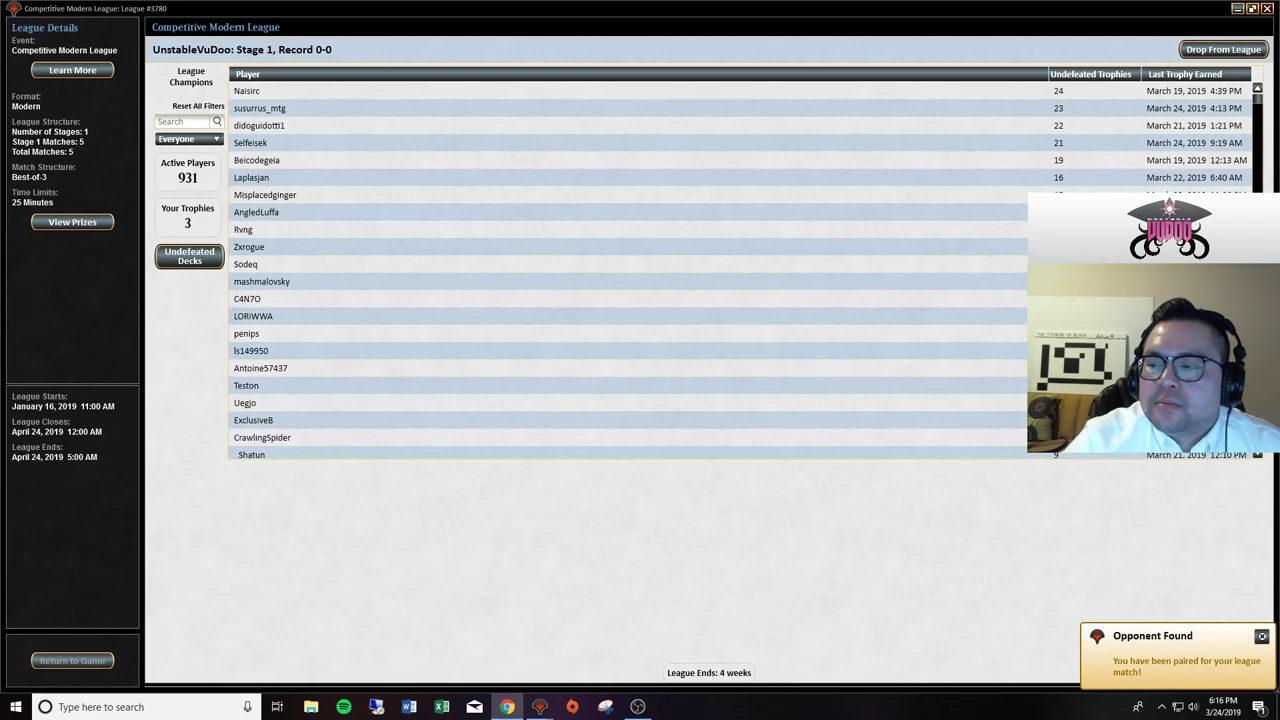 Competitive Modern League: League #3780
League Details
Event:
Competitive Modern League
Learn More
Format:
Modern
League Structure:
Number of Stages: 1
Stage 1 Matches: 5
Total Matches: 5
Match Structure:
Best-of-3
Time Limits:
25 Minutes
View Prizes
League Starts:
January 16, 2019 11:00 AM
League Closes:
April 24, 2019 12:00 AM
League Ends:
April 24, 2019 5:00 AM
Return to Game
Competitive Modern League
UnstableVuDoo: Stage 1, Record 0-0
Drop From League
League
Champions
Reset All Filters
Search
Everyone
Active Players
931
Your Trophies
3
Undefeated
Decks
Player Undefeated Trophies Last Trophy Earned
Naisirc 24 March 19, 2019 4:39 PM
susurrus_mtg 23 March 24, 2019 4:13 PM
didoguidotti1 22 March 21, 2019 1:21 PM
Selfeisek 21 March 24, 2019 9:19 AM
Beicodegeia 19 March 19, 2019 12:13 AM
Laplasjan 16 March 22, 2019 6:40 AM
Misplacedginger
AngledLuffa
Rvng
Zxrogue
Sodeq
mashmalovsky
C4N7O
LORiWWA
penips
ls149950
Antoine57437
Teston
Uegjo
ExclusiveB
CrawlingSpider
Shatun 9 March 21, 2019 12:10 PM
UNSTABLE
VUDOO
League Ends: 4 weeks
Opponent Found
You have been paired for your league
match!
Type here to search
6:16 PM
3/24/2019